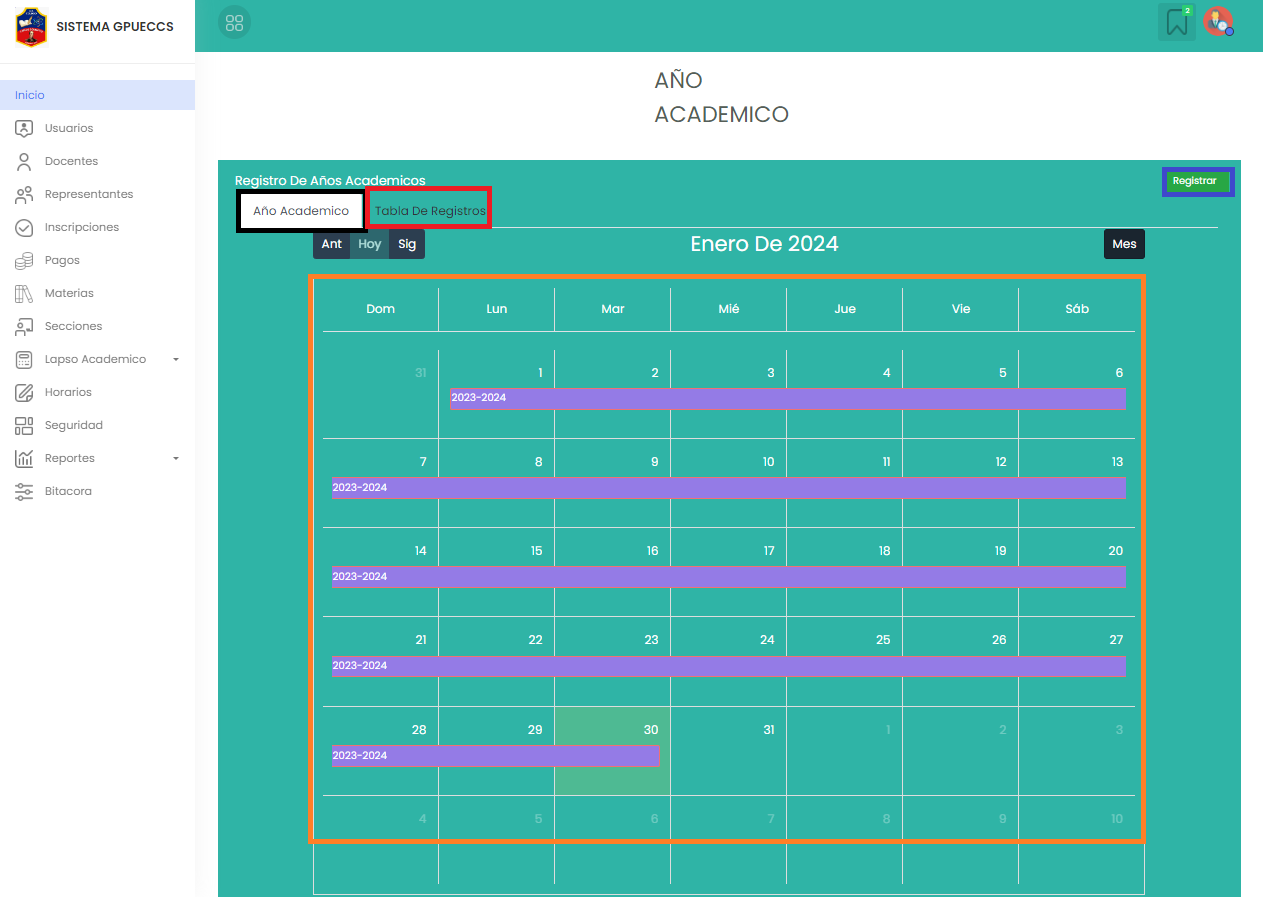 SISTEMA GPUECCS
2
Inicio
Usuarios
Docentes
Representantes
Inscripciones
Pagos
Materias
Secciones
Lapso Academico
Horarios
Seguridad
Reportes
Bitacora
AÑO
ACADEMICO
Registro De Años Academicos
Registrar
Año Academico Tabla De Registros
Ant Hoy Sig Enero De 2024 Mes
Dom Lun Mar Mié Jue Vie Sáb
31 1 2 3 4 5 6
2023-2024
7 8 9 10 11 12 13
2023-2024
14 15 16 17 18 19 20
2023-2024
21 22 23 24 25 26 27
2023-2024
28 29 30 31 1 2 3
2023-2024
4 5 6 7 8 9 10